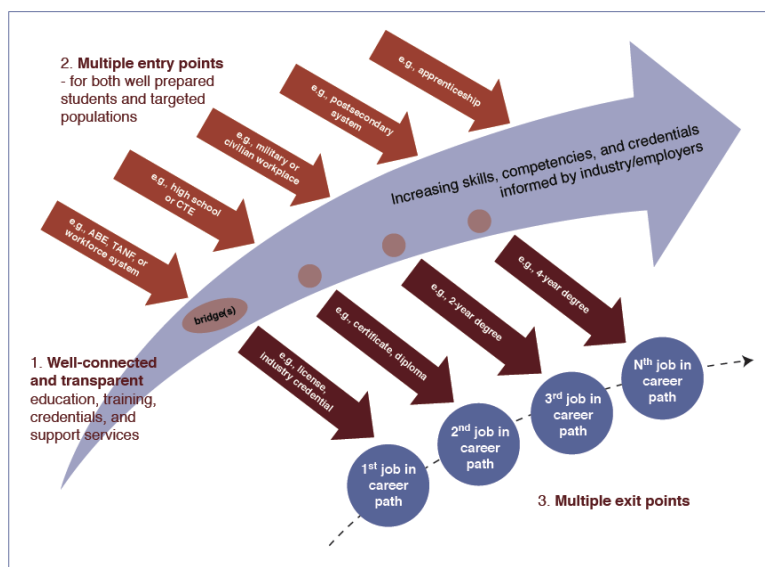 2. Multiple entry points
- for both well prepared
students and targeted
populations
e.g., apprenticeship
e.g., postsecondary
system
e.g., military or
civilian workplace
e.g., high school
or CTE
e.g., ABE, TANF, or
workforce system
Increasing skills, competencies, and credentials
informed by industry/employers
bridge(s)
1. Well-connected
and transparent
education, training,
credentials, and
support services
e.g., license,
industry credential
e.g., certificate, diploma
e.g., 2-year degree
e.g., 4-year degree
1st job in
career
path
2nd job in
career
path
3rd job in
career
path
Nth job in
career
path
3. Multiple exit points